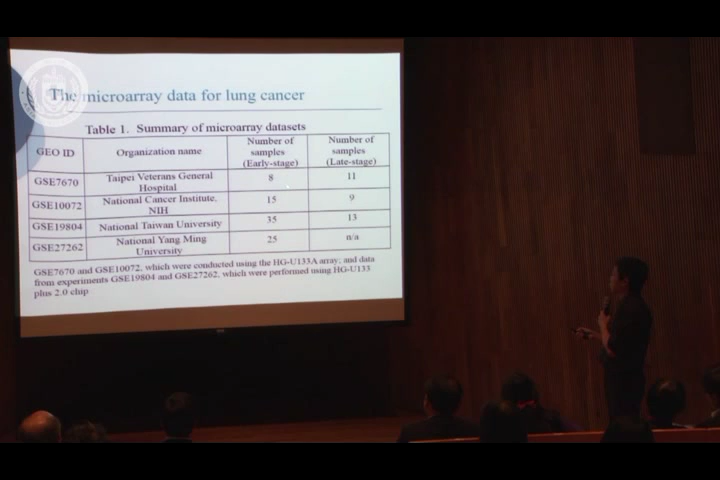 The microarray data for lung cancer
Table 1. Summary of microarray datasets
GEO ID
Organization name
Number of
samples
(Early-stage)
Number of
samples
(Late-stage)
GSE7670
Taipei Veterans General
Hospital
8
11
GSE10072
National Cancer Institute,
NIH
15
9
GSE19804
National Taiwan University
35
13
GSE27262
National Yang Ming
University
25
n/a
GSE7670 and GSE10072, which were conducted using the HG-U133A array; and data
from experiments GSE19804 and GSE27262, which were performed using HG-U133
plus 2.0 chip